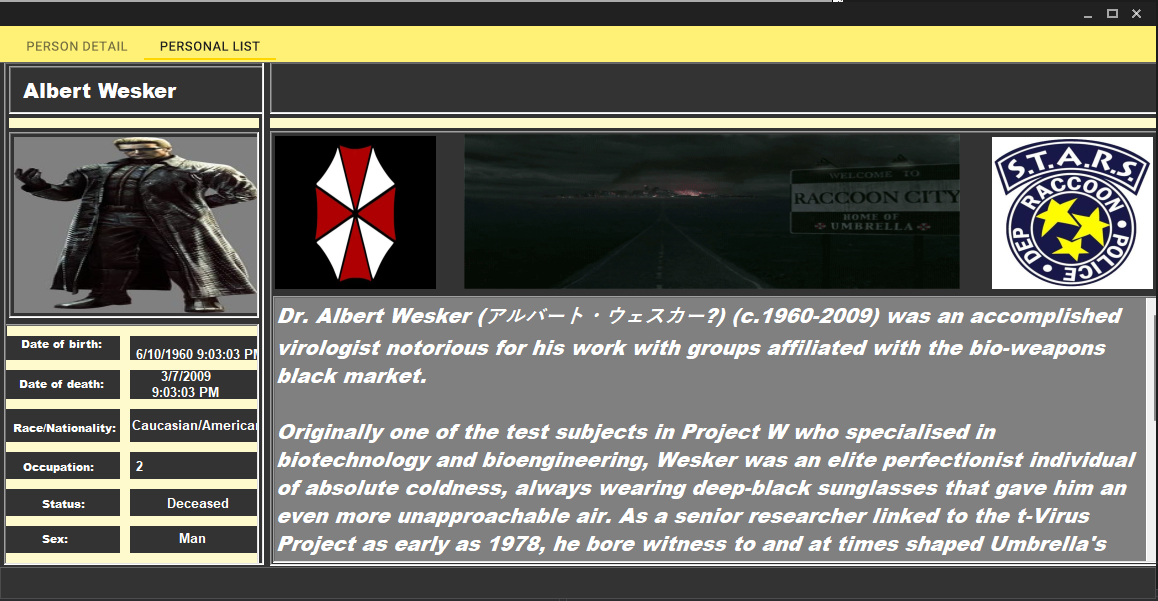 PERSON DETAIL PERSONAL LIST
Albert Wesker
WELCOME TO
RACCOON CITY
HOME OF
UMBRELLA
S.T.A.R.S.
RACCOON
POLICE
DEP
Date of birth: 6/10/1960 9:03:03 PM
Date of death: 3/7/2009
9:03:03 PM
Race/Nationality: Caucasian/American
Occupation: 2
Status: Deceased
Sex: Man
Dr. Albert Wesker (アルバート・ウェスカー?) (c.1960-2009) was an accomplished
virologist notorious for his work with groups affiliated with the bio-weapons
black market.
Originally one of the test subjects in Project W who specialised in
biotechnology and bioengineering, Wesker was an elite perfectionist individual
of absolute coldness, always wearing deep-black sunglasses that gave him an
even more unapproachable air. As a senior researcher linked to the t-Virus
Project as early as 1978, he bore witness to and at times shaped Umbrella's